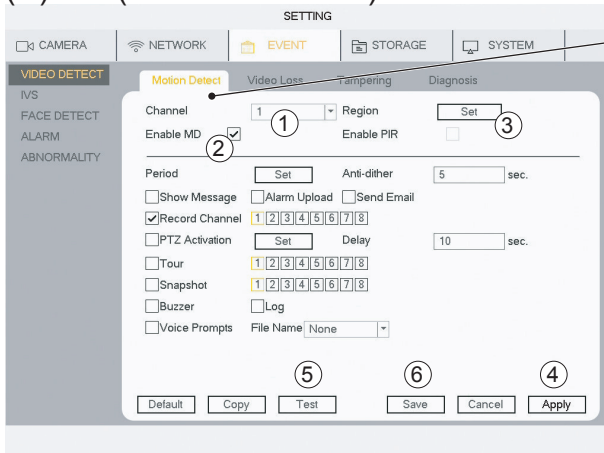 SETTING
CAMERA NETWORK EVENT STORAGE SYSTEM
VIDEO DETECT
IVS
FACE DETECT
ALARM
ABNORMALITY
Motion Detect Video Loss Tampering Diagnosis
Channel 1 1 Region Set 3
Enable MD 2 Enable PIR
Period Set Anti-dither 5 sec.
Show Message Alarm Upload Send Email
Record Channel 1 2 3 4 5 6 7 8
PTZ Activation Set Delay 10 sec.
Tour 1 2 3 4 5 6 7 8
Snapshot 1 2 3 4 5 6 7 8
Buzzer Log
Voice Prompts File Name None
5 6 4
Default Copy Test Save Cancel Apply